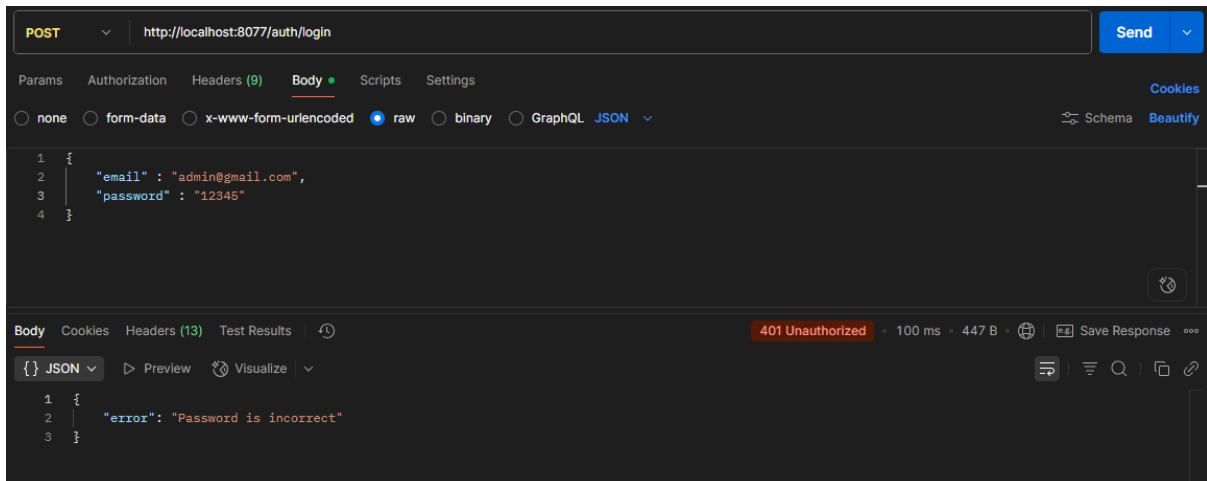 POST http://localhost:8077/auth/login Send
Params Authorization Headers (9) Body Scripts Settings Cookies
none form-data x-www-form-urlencoded raw binary GraphQL JSON Schema Beautify
1 {
2 "email" : "admin@gmail.com",
3 "password" : "12345"
4 }
Body Cookies Headers (13) Test Results 401 Unauthorized • 100 ms • 447 B • e.g. Save Response
{} JSON Preview Visualize
1 {
2 "error": "Password is incorrect"
3 }